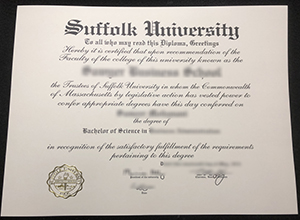 Suffolk University
To all who may read this Diploma, Greetings
Hereby it is certified that upon recommendation of the
Faculty of the college of this university known as the
School
the Trustees of Suffolk University in whom the Commonwealth
of Massachusetts by legislative action has vested power to
confer appropriate degrees have this day conferred on
the degree of
Bachelor of Science in
in recognition of the satisfactory fulfillment of the requirements
pertaining to this degree